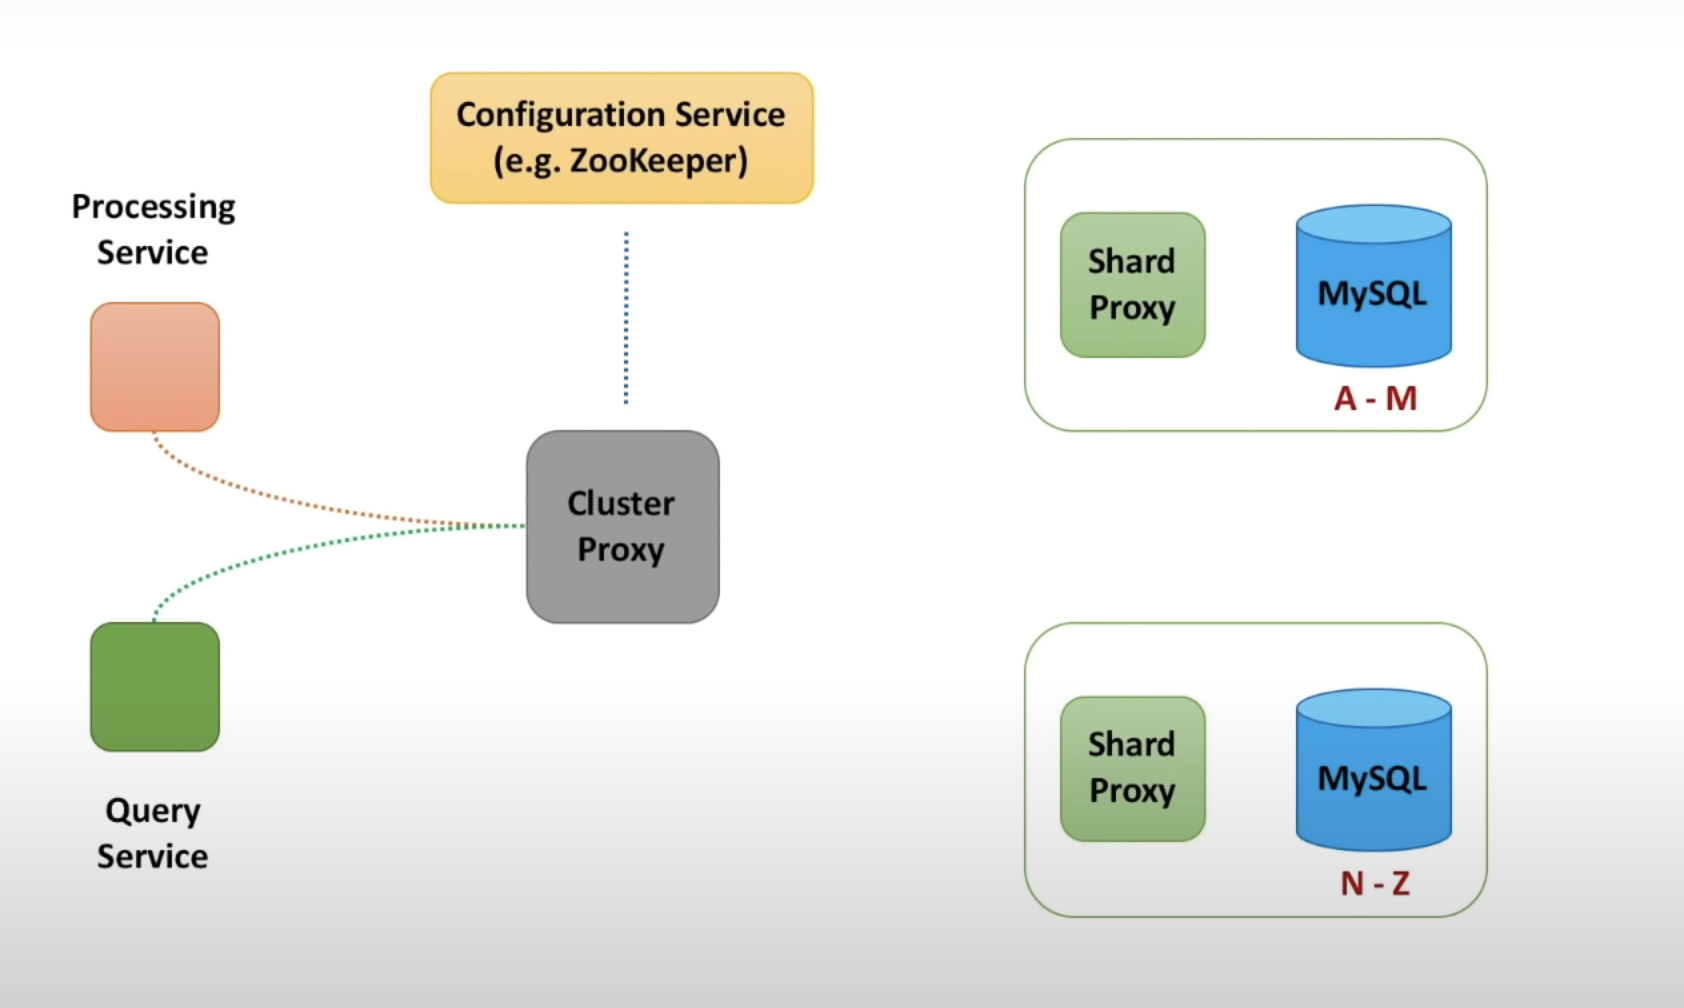 Configuration Service
(e.g. ZooKeeper)
Processing
Service
Shard
Proxy
MySQL
A - M
Cluster
Proxy
Shard
Proxy
MySQL
N - Z
Query
Service